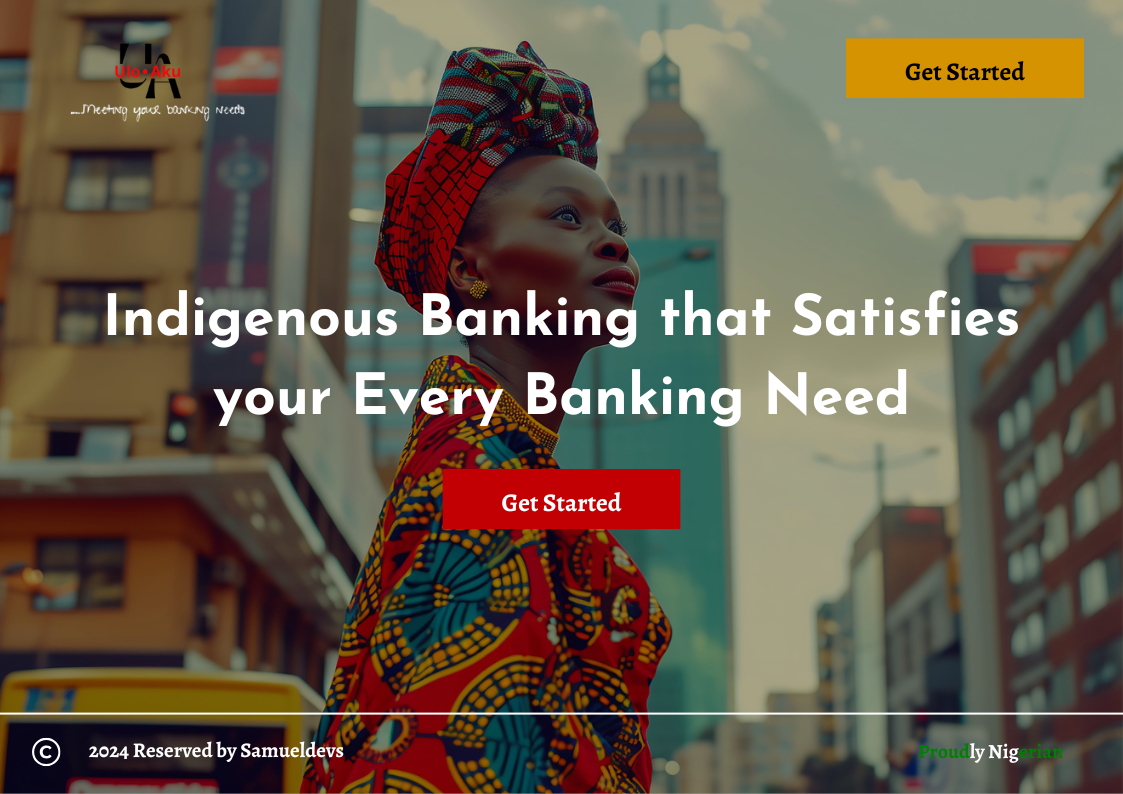 UA
Ulo•Aku
...Meeting your banking needs
Get Started
Indigenous Banking that Satisfies
your Every Banking Need
Get Started
© 2024 Reserved by Samueldevs
Proudly Nigerian